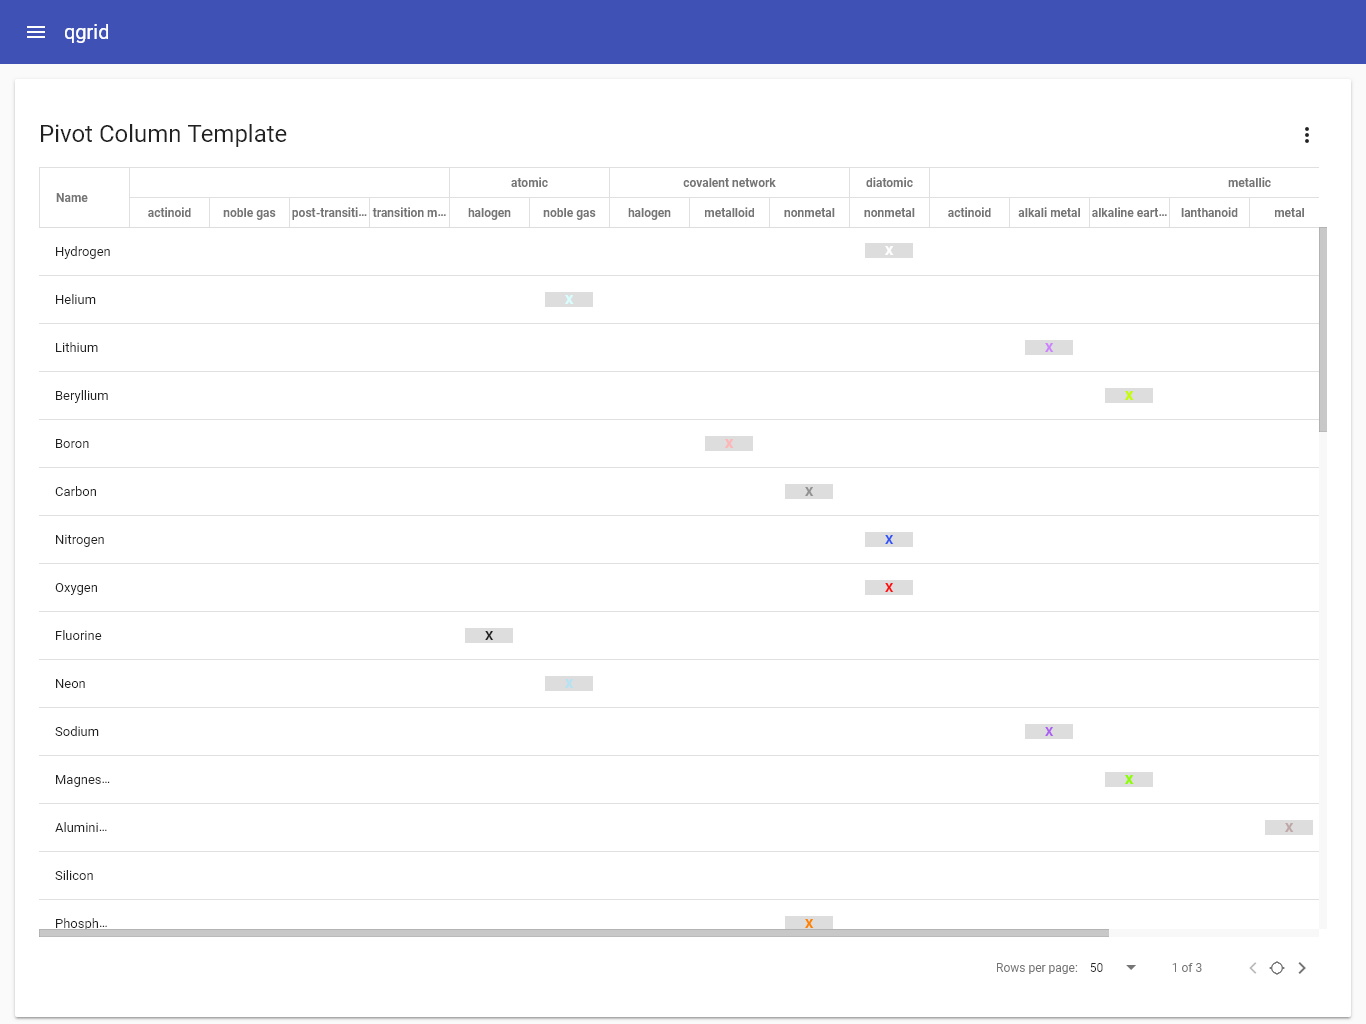 qgrid
Pivot Column Template
Name atomic covalent network diatomic metallic
actinoid noble gas post-transiti... transition m... halogen noble gas halogen metalloid nonmetal nonmetal actinoid alkali metal alkaline eart... lanthanoid metal
Hydrogen X
Helium X
Lithium X
Beryllium X
Boron X
Carbon X
Nitrogen X
Oxygen X
Fluorine X
Neon X
Sodium X
Magnes... X
Alumini... X
Silicon
Phosph... X
Rows per page: 50 1 of 3